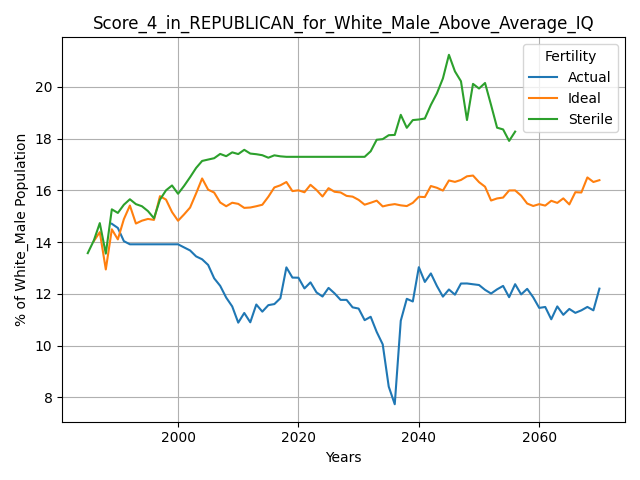 Score_4_in_REPUBLICAN_for_White_Male_Above_Average_IQ
Fertility
Actual
Ideal
Sterile
% of White_Male Population
20
18
16
14
12
10
8
2000
2020
2040
2060
Years